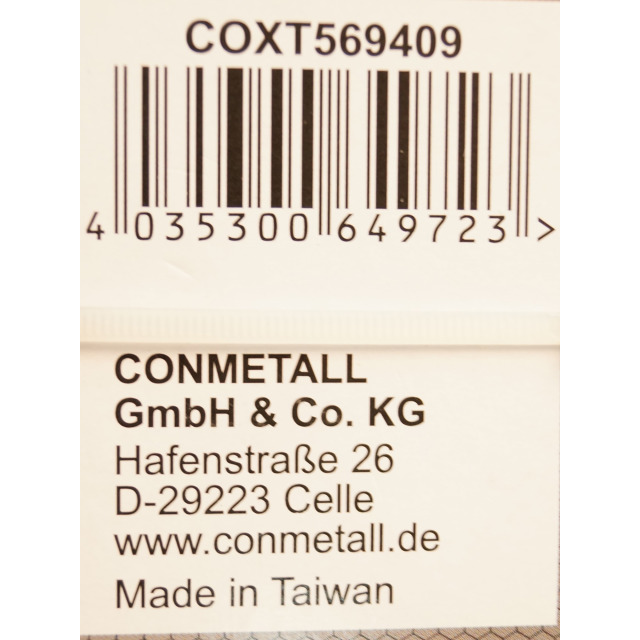 COXT569409
4 035300 649723 >
CONMETALL
GmbH & Co. KG
Hafenstraße 26
D-29223 Celle
www.conmetall.de
Made in Taiwan